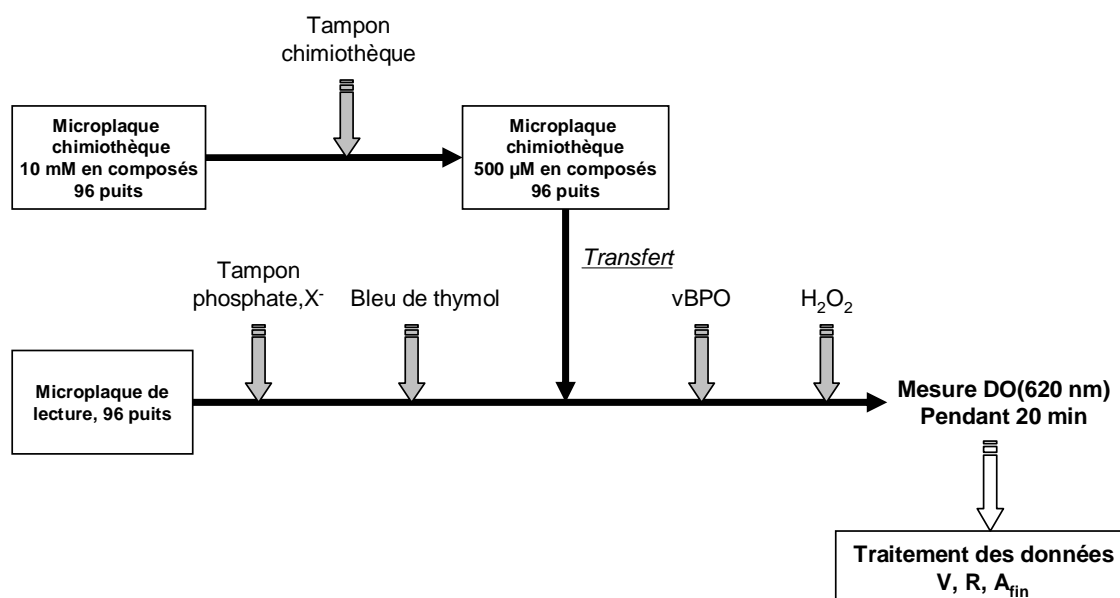 Tampon
chimiothèque
Microplaque
chimiothèque
10 mM en composés
96 puits
Microplaque
chimiothèque
500 µM en composés
96 puits
Transfert
Tampon
phosphate,X-
Bleu de thymol
vBPO
H2O2
Microplaque de
lecture, 96 puits
Mesure DO(620 nm)
Pendant 20 min
Traitement des données
V, R, Afin